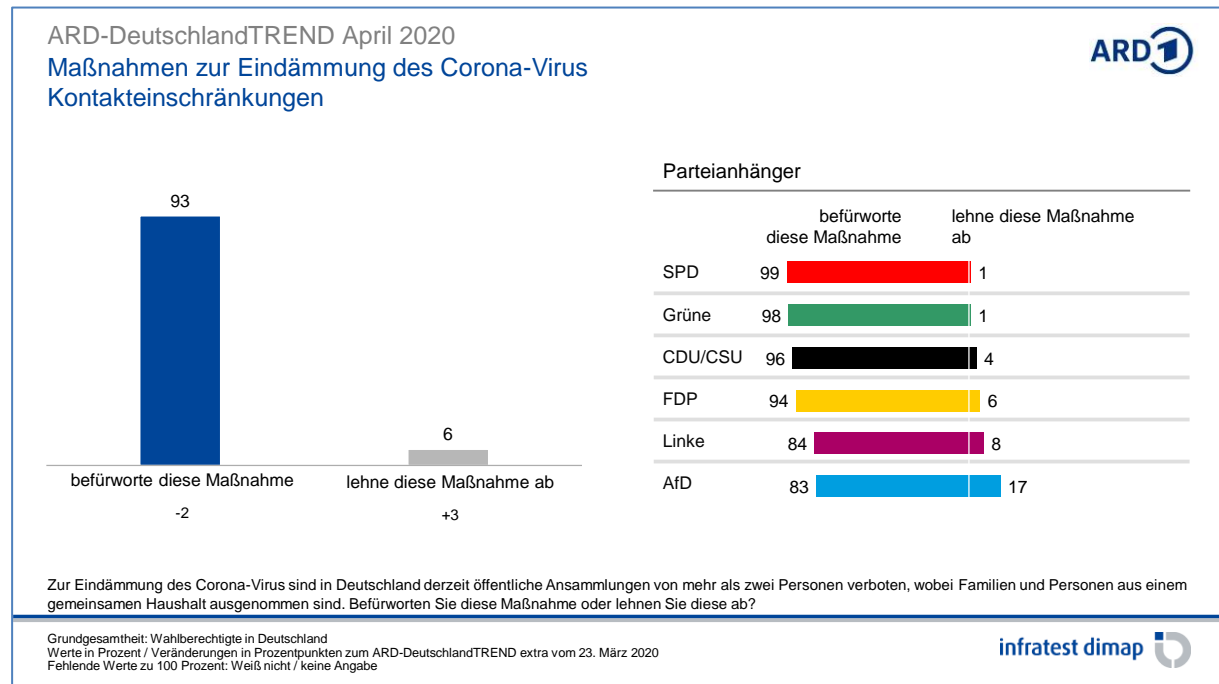 ARD-DeutschlandTREND April 2020
Maßnahmen zur Eindämmung des Corona-Virus
Kontakteinschränkungen
ARD 1
93
6
befürworte diese Maßnahme
lehne diese Maßnahme ab
-2
+3
Parteianhänger
befürworte
diese Maßnahme
lehne diese Maßnahme
ab
SPD 99 1
Grüne 98 1
CDU/CSU 96 4
FDP 94 6
Linke 84 8
AfD 83 17
Zur Eindämmung des Corona-Virus sind in Deutschland derzeit öffentliche Ansammlungen von mehr als zwei Personen verboten, wobei Familien und Personen aus einem
gemeinsamen Haushalt ausgenommen sind. Befürworten Sie diese Maßnahme oder lehnen Sie diese ab?
Grundgesamtheit: Wahlberechtigte in Deutschland
Werte in Prozent / Veränderungen in Prozentpunkten zum ARD-DeutschlandTREND extra vom 23. März 2020
Fehlende Werte zu 100 Prozent: Weiß nicht / keine Angabe
infratest dimap